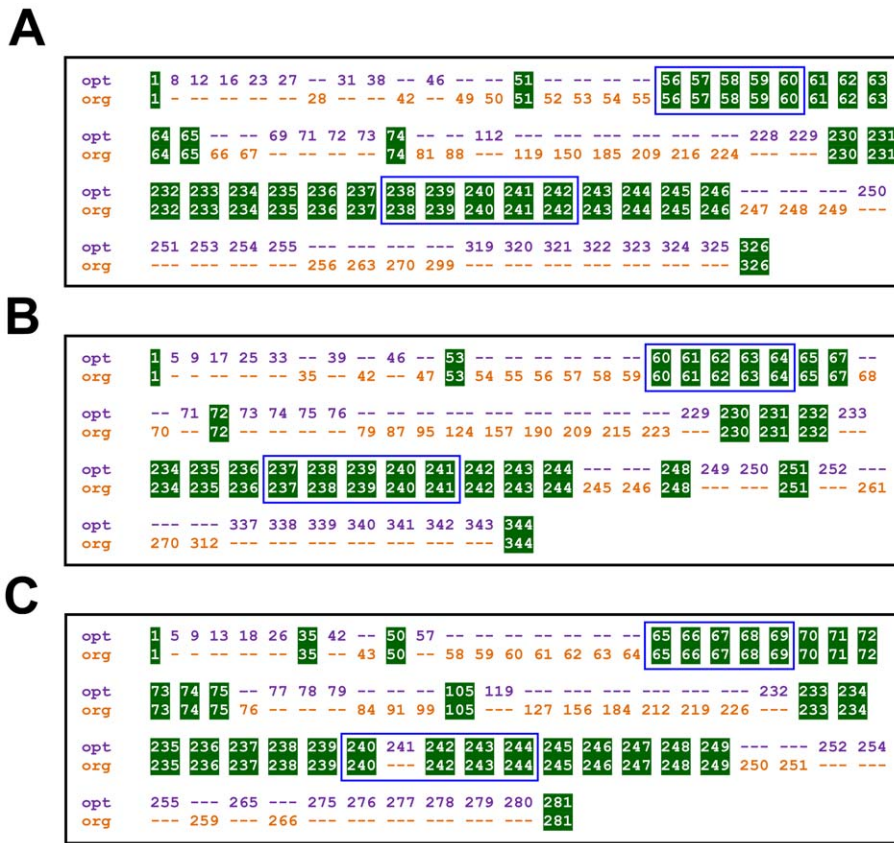 A
opt 1 8 12 16 23 27 -- 31 38 -- 46 -- -- 51 -- -- -- -- 56 57 58 59 60 61 62 63
org 1 - -- -- -- -- 28 -- -- 42 -- 49 50 51 52 53 54 55 56 57 58 59 60 61 62 63
opt 64 65 -- -- 69 71 72 73 74 -- -- 112 --- --- --- --- --- --- 228 229 230 231
org 64 65 66 67 -- -- -- -- 74 81 88 --- 119 150 185 209 216 224 --- --- 230 231
opt 232 233 234 235 236 237 238 239 240 241 242 243 244 245 246 --- --- --- 250
org 232 233 234 235 236 237 238 239 240 241 242 243 244 245 246 247 248 249 ---
opt 251 253 254 255 --- --- --- --- 319 320 321 322 323 324 325 326
org --- --- --- --- 256 263 270 299 --- --- --- --- --- --- --- 326
B
opt 1 5 9 17 25 33 -- 39 -- 46 -- 53 -- -- -- -- -- -- 60 61 62 63 64 65 67 --
org 1 - - -- -- -- 35 -- 42 -- 47 53 54 55 56 57 58 59 60 61 62 63 64 65 67 68
opt -- 71 72 73 74 75 76 -- -- -- --- --- --- --- --- --- 229 230 231 232 233
org 70 -- 72 -- -- -- -- 79 87 95 124 157 190 209 215 223 --- 230 231 232 ---
opt 234 235 236 237 238 239 240 241 242 243 244 --- --- 248 249 250 251 252 ---
org 234 235 236 237 238 239 240 241 242 243 244 245 246 248 --- --- 251 --- 261
opt --- --- 337 338 339 340 341 342 343 344
org 270 312 --- --- --- --- --- --- --- 344
C
opt 1 5 9 13 18 26 35 42 -- 50 57 -- -- -- -- -- -- -- 65 66 67 68 69 70 71 72
org 1 - - -- -- -- 35 -- 43 50 -- 58 59 60 61 62 63 64 65 66 67 68 69 70 71 72
opt 73 74 75 -- 77 78 79 -- -- -- 105 119 --- --- --- --- --- --- 232 233 234
org 73 74 75 76 -- -- -- 84 91 99 105 --- 127 156 184 212 219 226 --- 233 234
opt 235 236 237 238 239 240 241 242 243 244 245 246 247 248 249 --- --- 252 254
org 235 236 237 238 239 240 --- 242 243 244 245 246 247 248 249 250 251 --- ---
opt 255 --- 265 --- 275 276 277 278 279 280 281
org --- 259 --- 266 --- --- --- --- --- --- 281